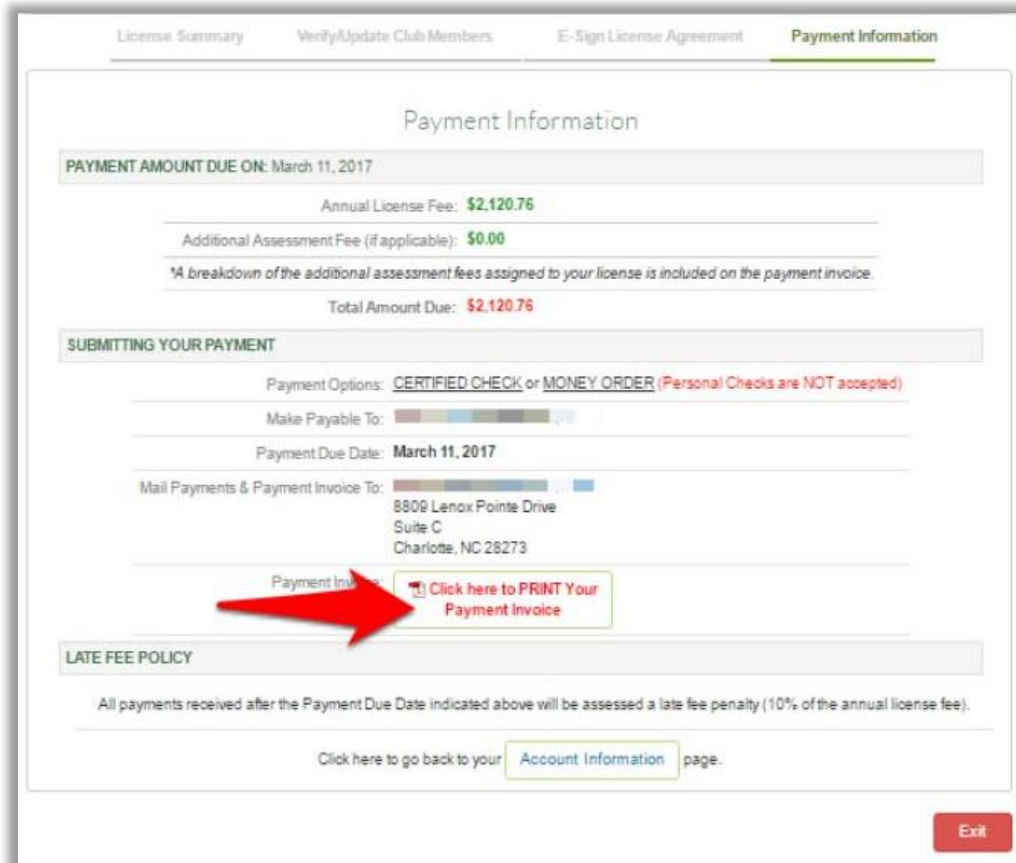 License Summary Verify/Update Club Members E-Sign License Agreement Payment Information
Payment Information
PAYMENT AMOUNT DUE ON: March 11, 2017
Annual License Fee: $2,120.76
Additional Assessment Fee (if applicable): $0.00
*A breakdown of the additional assessment fees assigned to your license is included on the payment invoice.
Total Amount Due: $2,120.76
SUBMITTING YOUR PAYMENT
Payment Options: CERTIFIED CHECK or MONEY ORDER (Personal Checks are NOT accepted)
Make Payable To:
Payment Due Date: March 11, 2017
Mail Payments & Payment Invoice To:
8809 Lenox Pointe Drive
Suite C
Charlotte, NC 28273
Payment Invoice:
Click here to PRINT Your
Payment Invoice
LATE FEE POLICY
All payments received after the Payment Due Date indicated above will be assessed a late fee penalty (10% of the annual license fee).
Click here to go back to your Account Information page.
Exit